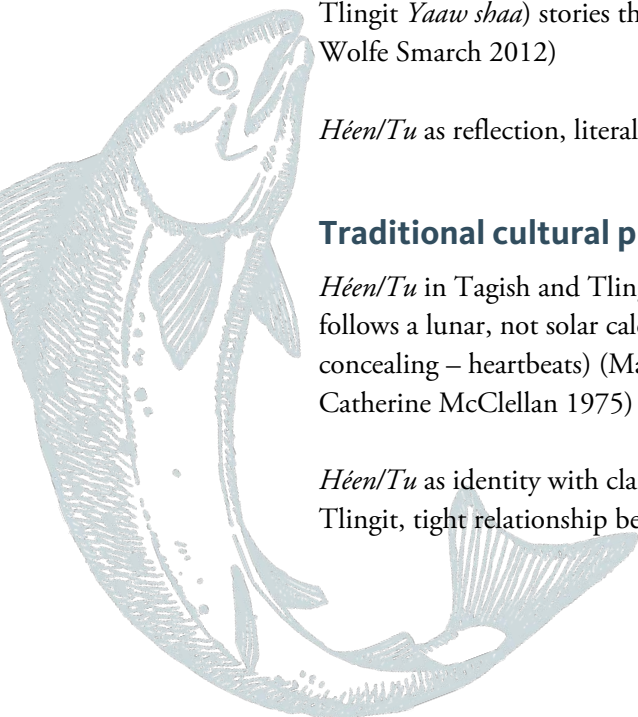 Tlingit Yaaw shaa) stories th
Wolfe Smarch 2012)
Héen/Tu as reflection, literal
Traditional cultural p
Héen/Tu in Tagish and Tling
follows a lunar, not solar cale
concealing – heartbeats) (Ma
Catherine McClellan 1975)
Héen/Tu as identity with cla
Tlingit, tight relationship be